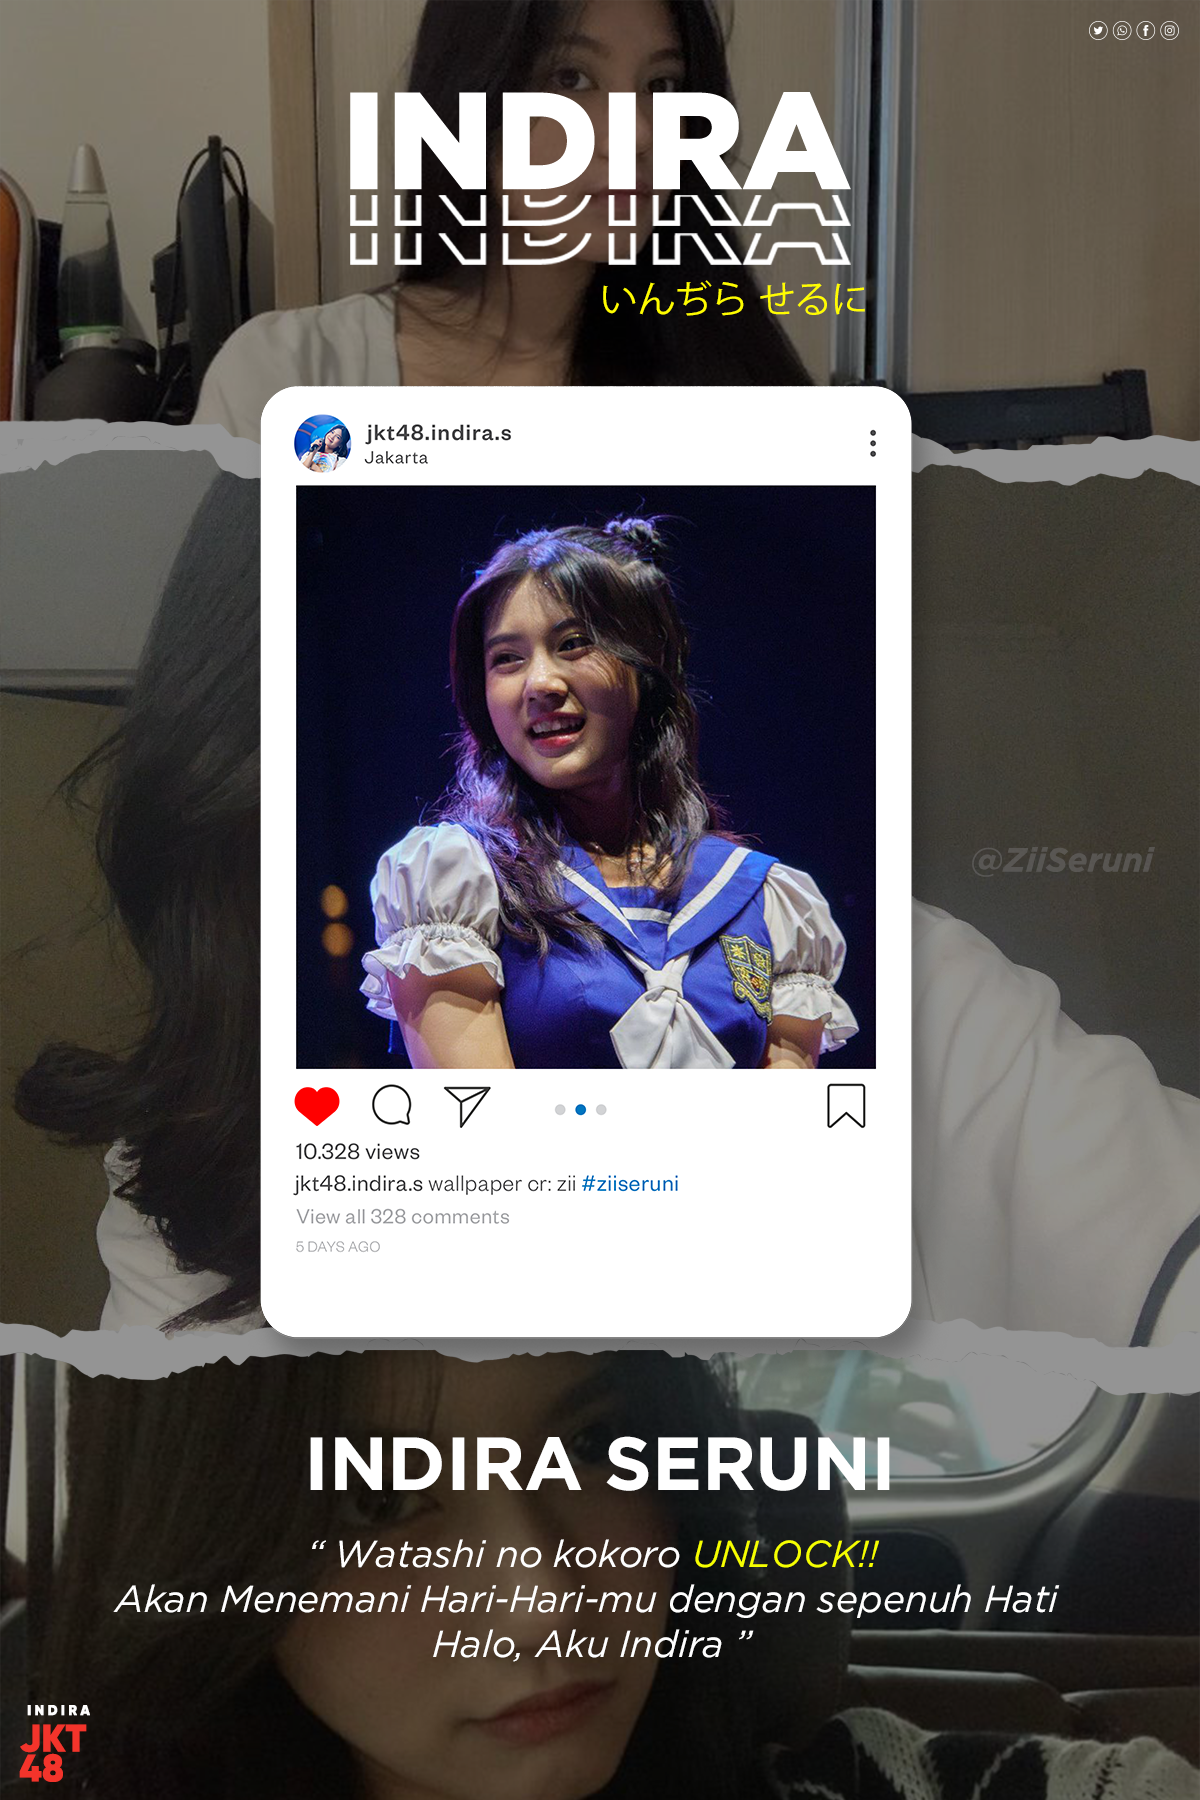 INDIRA
INDIRA
INDIRA
いんぢら せるに
jkt48.indira.s
Jakarta
@ZiiSeruni
10.328 views
jkt48.indira.s wallpaper cr: zii #ziiseruni
View all 328 comments
5 DAYS AGO
INDIRA SERUNI
“ Watashi no kokoro UNLOCK!!
Akan Menemani Hari-Hari-mu dengan sepenuh Hati
Halo, Aku Indira ”
INDIRA
JKT
48